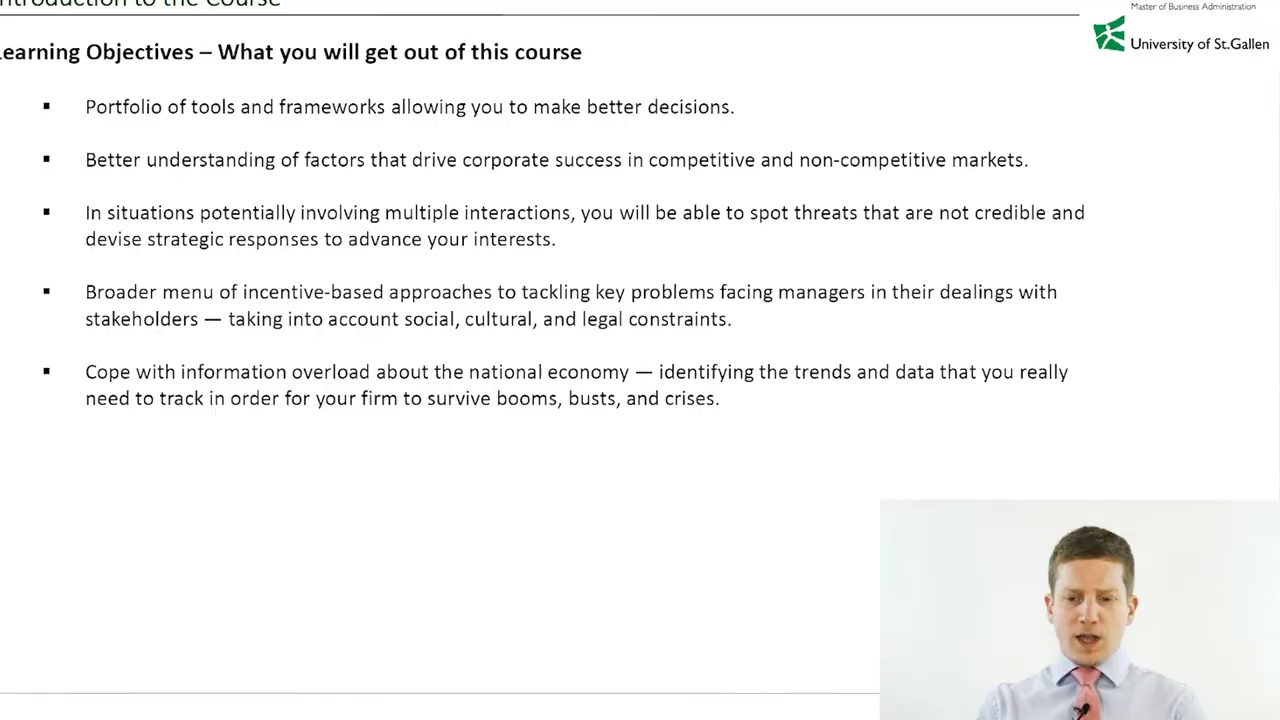 Introduction to the Course
Master of Business Administration
University of St.Gallen
Learning Objectives – What you will get out of this course
▪ Portfolio of tools and frameworks allowing you to make better decisions.
▪ Better understanding of factors that drive corporate success in competitive and non-competitive markets.
▪ In situations potentially involving multiple interactions, you will be able to spot threats that are not credible and
devise strategic responses to advance your interests.
▪ Broader menu of incentive-based approaches to tackling key problems facing managers in their dealings with
stakeholders — taking into account social, cultural, and legal constraints.
▪ Cope with information overload about the national economy — identifying the trends and data that you really
need to track in order for your firm to survive booms, busts, and crises.